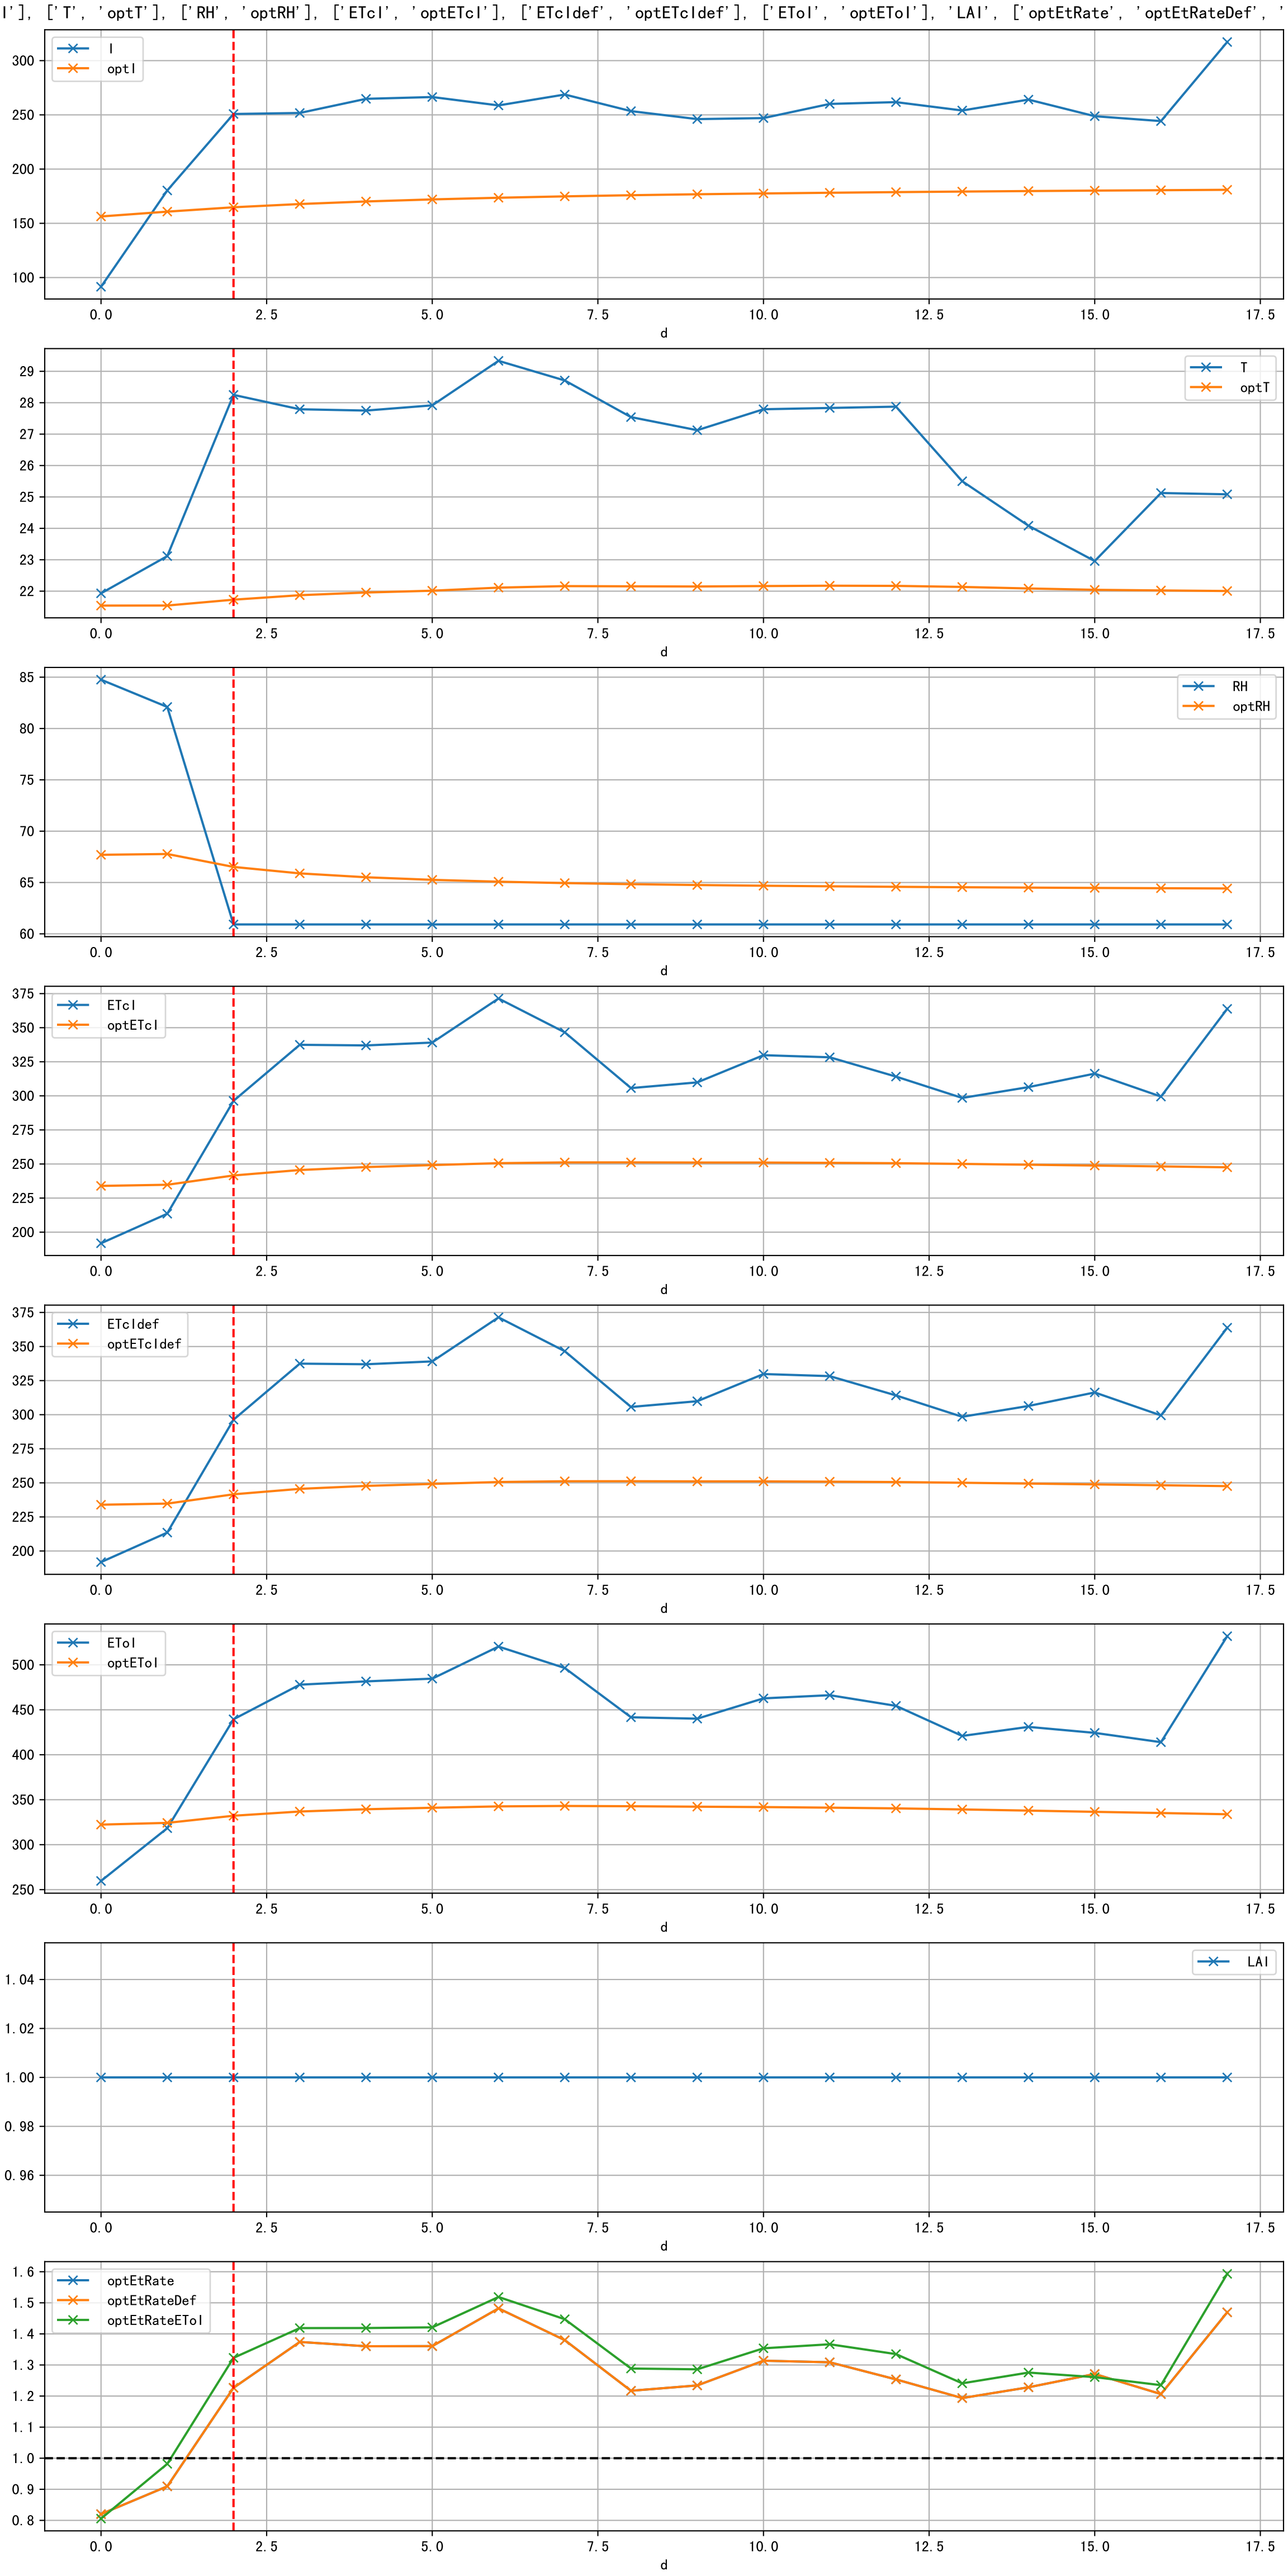 I'], ['T', 'optT'], ['RH', 'optRH'], ['ETcI', 'optETcI'], ['ETcIdef', 'optETcIdef'], ['EToI', 'optEToI'], 'LAI', ['optEtRate', 'optEtRateDef', '
I
optI
300
250
200
150
100
0.0 2.5 5.0 7.5 10.0 12.5 15.0 17.5
d
T
optT
29
28
27
26
25
24
23
22
0.0 2.5 5.0 7.5 10.0 12.5 15.0 17.5
d
RH
optRH
85
80
75
70
65
60
0.0 2.5 5.0 7.5 10.0 12.5 15.0 17.5
d
ETcI
optETcI
375
350
325
300
275
250
225
200
0.0 2.5 5.0 7.5 10.0 12.5 15.0 17.5
d
ETcIdef
optETcIdef
375
350
325
300
275
250
225
200
0.0 2.5 5.0 7.5 10.0 12.5 15.0 17.5
d
EToI
optEToI
500
450
400
350
300
250
0.0 2.5 5.0 7.5 10.0 12.5 15.0 17.5
d
LAI
1.04
1.02
1.00
0.98
0.96
0.0 2.5 5.0 7.5 10.0 12.5 15.0 17.5
d
optEtRate
optEtRateDef
optEtRateEToI
1.6
1.5
1.4
1.3
1.2
1.1
1.0
0.9
0.8
0.0 2.5 5.0 7.5 10.0 12.5 15.0 17.5
d